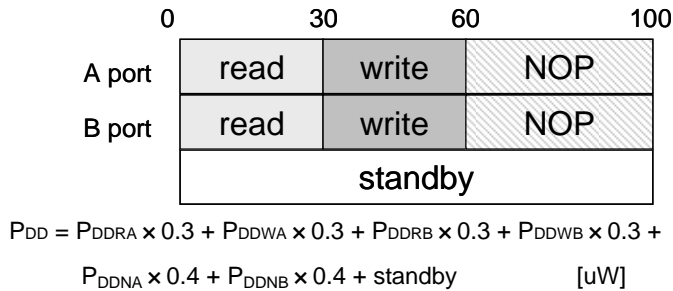 0 30 60 100
A port read write NOP
B port read write NOP
standby
PDD = PDDRA × 0.3 + PDDWA × 0.3 + PDDRB × 0.3 + PDDWB × 0.3 +
PDDNA × 0.4 + PDDNB × 0.4 + standby [uW]